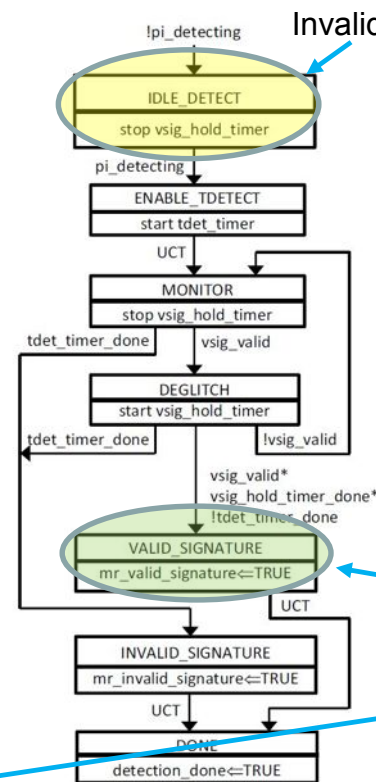 !pi_detecting
Invalid
IDLE_DETECT
stop vsig_hold_timer
pi_detecting
ENABLE_TDETECT
start tdet_timer
UCT
MONITOR
stop vsig_hold_timer
tdet_timer_done
vsig_valid
DEGLITCH
start vsig_hold_timer
tdet_timer_done
!vsig_valid
vsig_valid*
vsig_hold_timer_done*
!tdet_timer_done
VALID_SIGNATURE
mr_valid_signature⇐TRUE
UCT
INVALID_SIGNATURE
mr_invalid_signature⇐TRUE
UCT
DONE
detection_done⇐TRUE